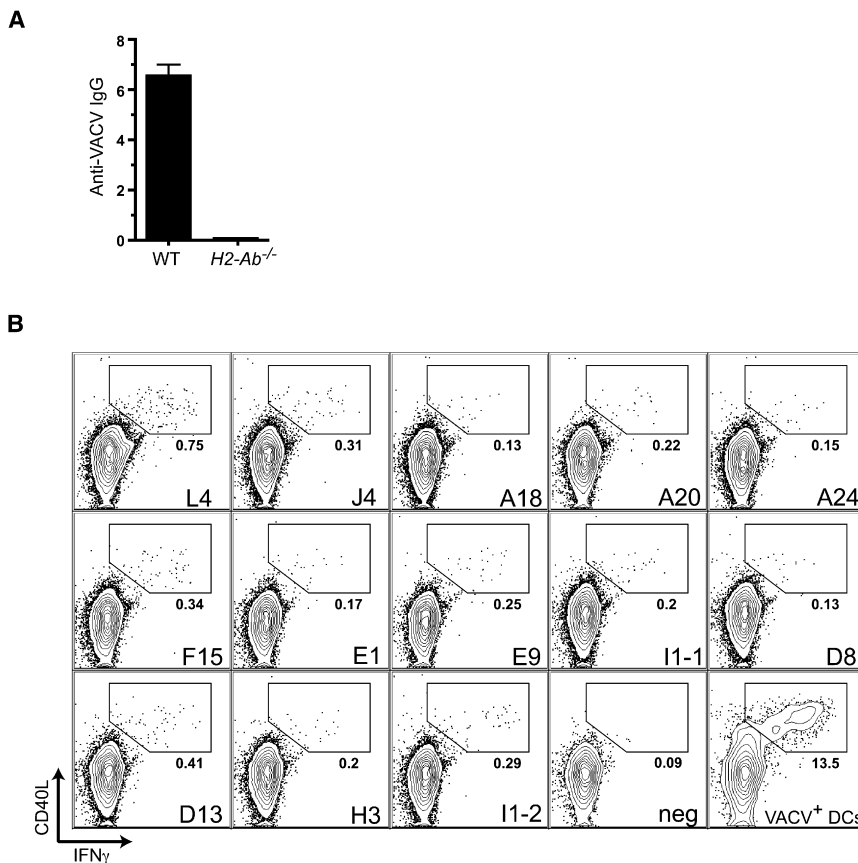 A
Anti-VACV IgG
8
6
4
2
0
WT
H2-Ab-/-
B
0.75
L4
0.31
J4
0.13
A18
0.22
A20
0.15
A24
0.34
F15
0.17
E1
0.25
E9
0.2
I1-1
0.13
D8
0.41
D13
0.2
H3
0.29
I1-2
0.09
neg
13.5
VACV+ DCs
CD40L
IFNγ